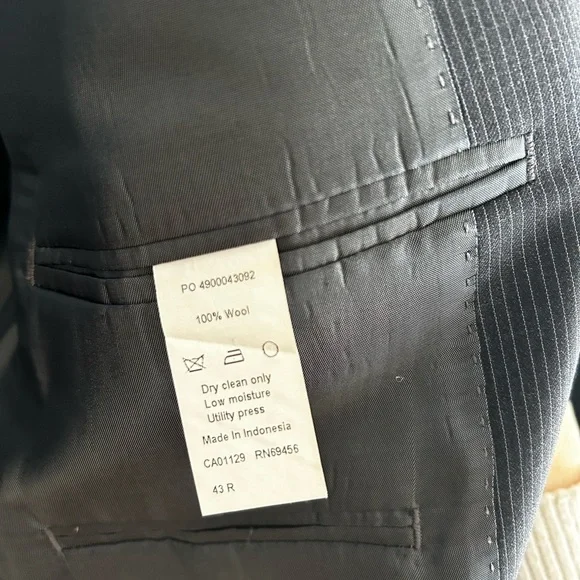 PO 4900043092
100% Wool
Dry clean only
Low moisture
Utility press
Made In Indonesia
CA01129 RN69456
43 R